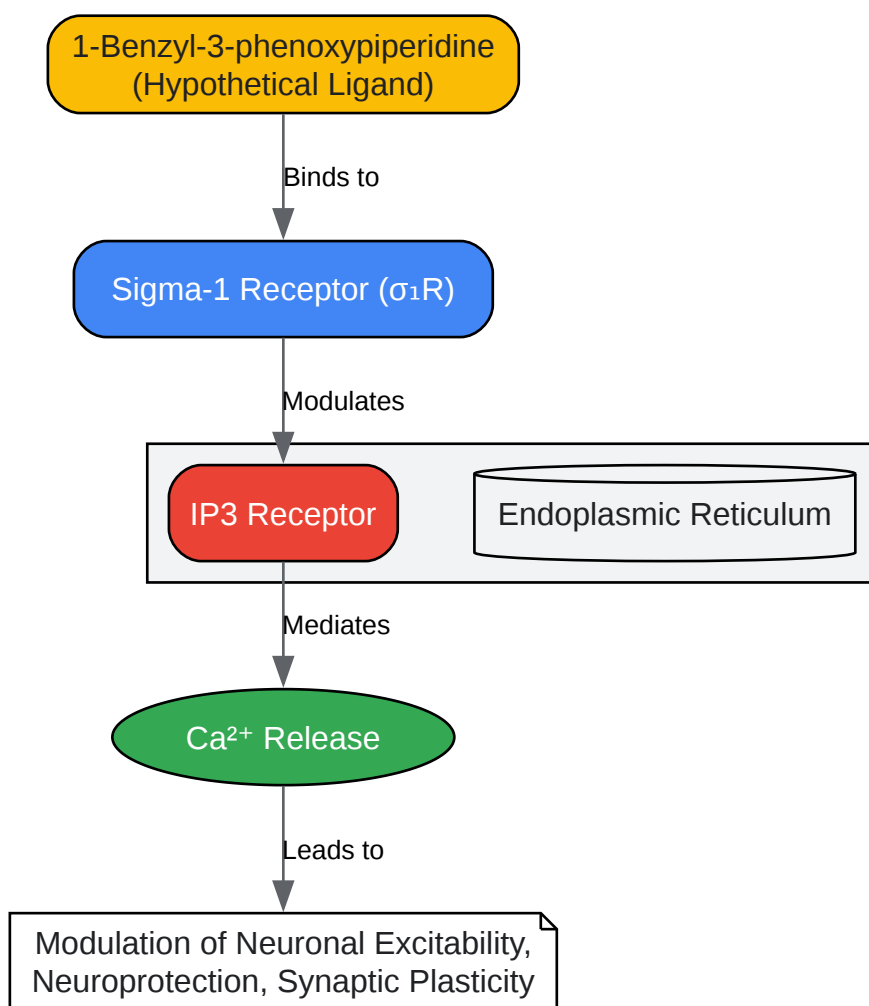 1-Benzyl-3-phenoxypiperidine
(Hypothetical Ligand)
Binds to
Sigma-1 Receptor (σ₁R)
Modulates
IP3 Receptor
Endoplasmic Reticulum
Mediates
Ca²⁺ Release
Leads to
Modulation of Neuronal Excitability,
Neuroprotection, Synaptic Plasticity